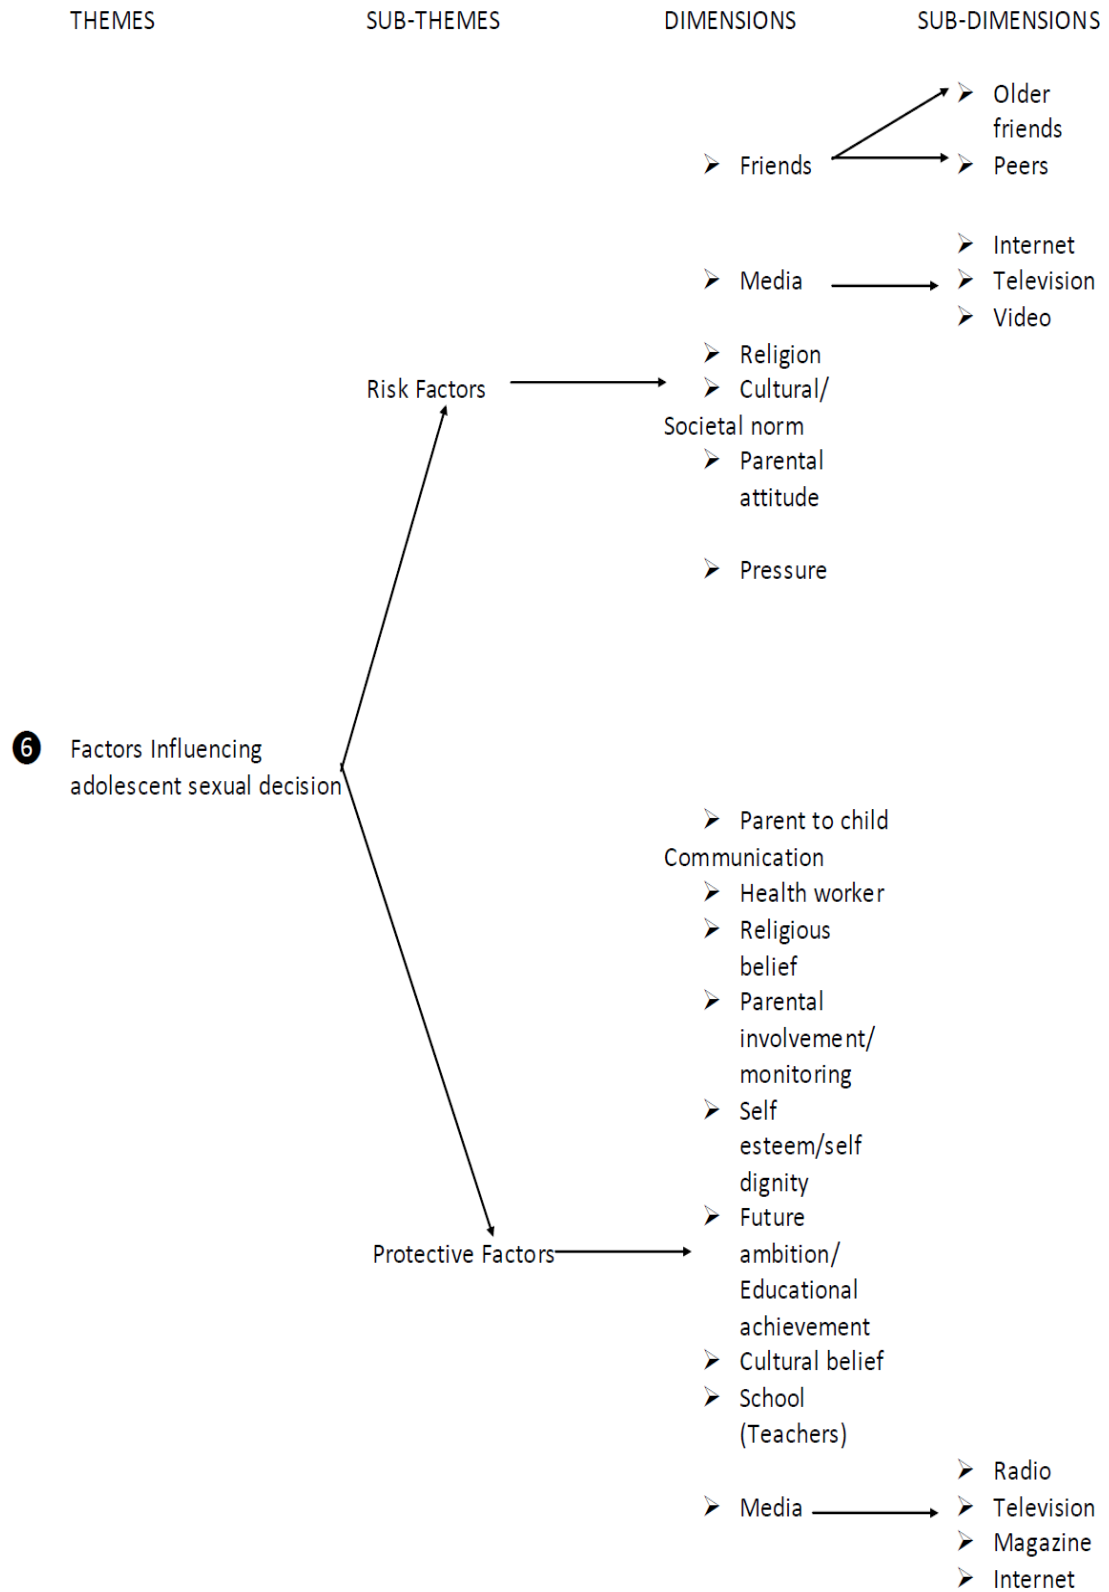 THEMES SUB-THEMES DIMENSIONS SUB-DIMENSIONS
Older
friends
Friends
Peers
Internet
Media
Television
Video
Religion
Risk Factors
Cultural/
Societal norm
Parental
attitude
Pressure
6 Factors Influencing
adolescent sexual decision
Parent to child
Communication
Health worker
Religious
belief
Parental
involvement/
monitoring
Self
esteem/self
dignity
Future
Protective Factors
ambition/
Educational
achievement
Cultural belief
School
(Teachers)
Radio
Media
Television
Magazine
Internet